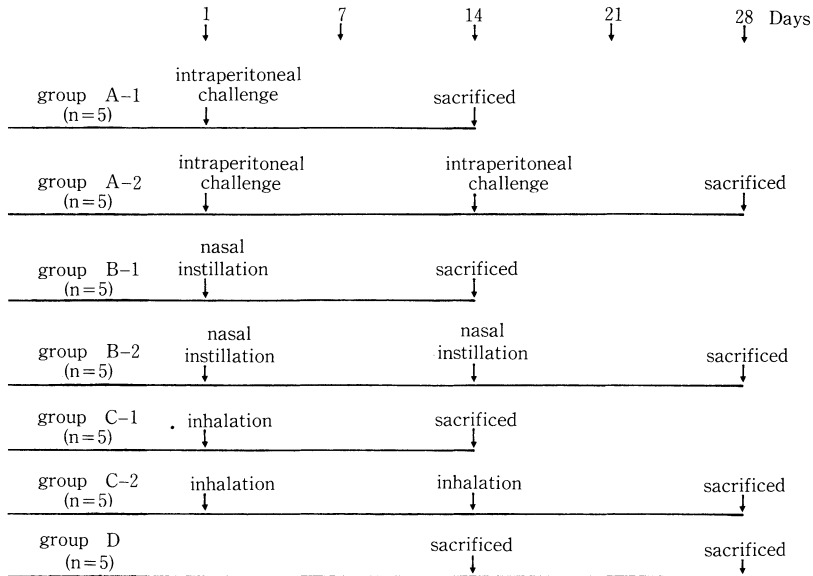 1 7 14 21 28 Days
intraperitoneal
challenge
group A-1
(n=5)
sacrificed
intraperitoneal
challenge
intraperitoneal
challenge
group A-2
(n=5)
sacrificed
nasal
instillation
group B-1
(n=5)
sacrificed
nasal
instillation
nasal
instillation
group B-2
(n=5)
sacrificed
group C-1
(n=5)
inhalation
sacrificed
group C-2
(n=5)
inhalation
inhalation
sacrificed
group D
(n=5)
sacrificed
sacrificed